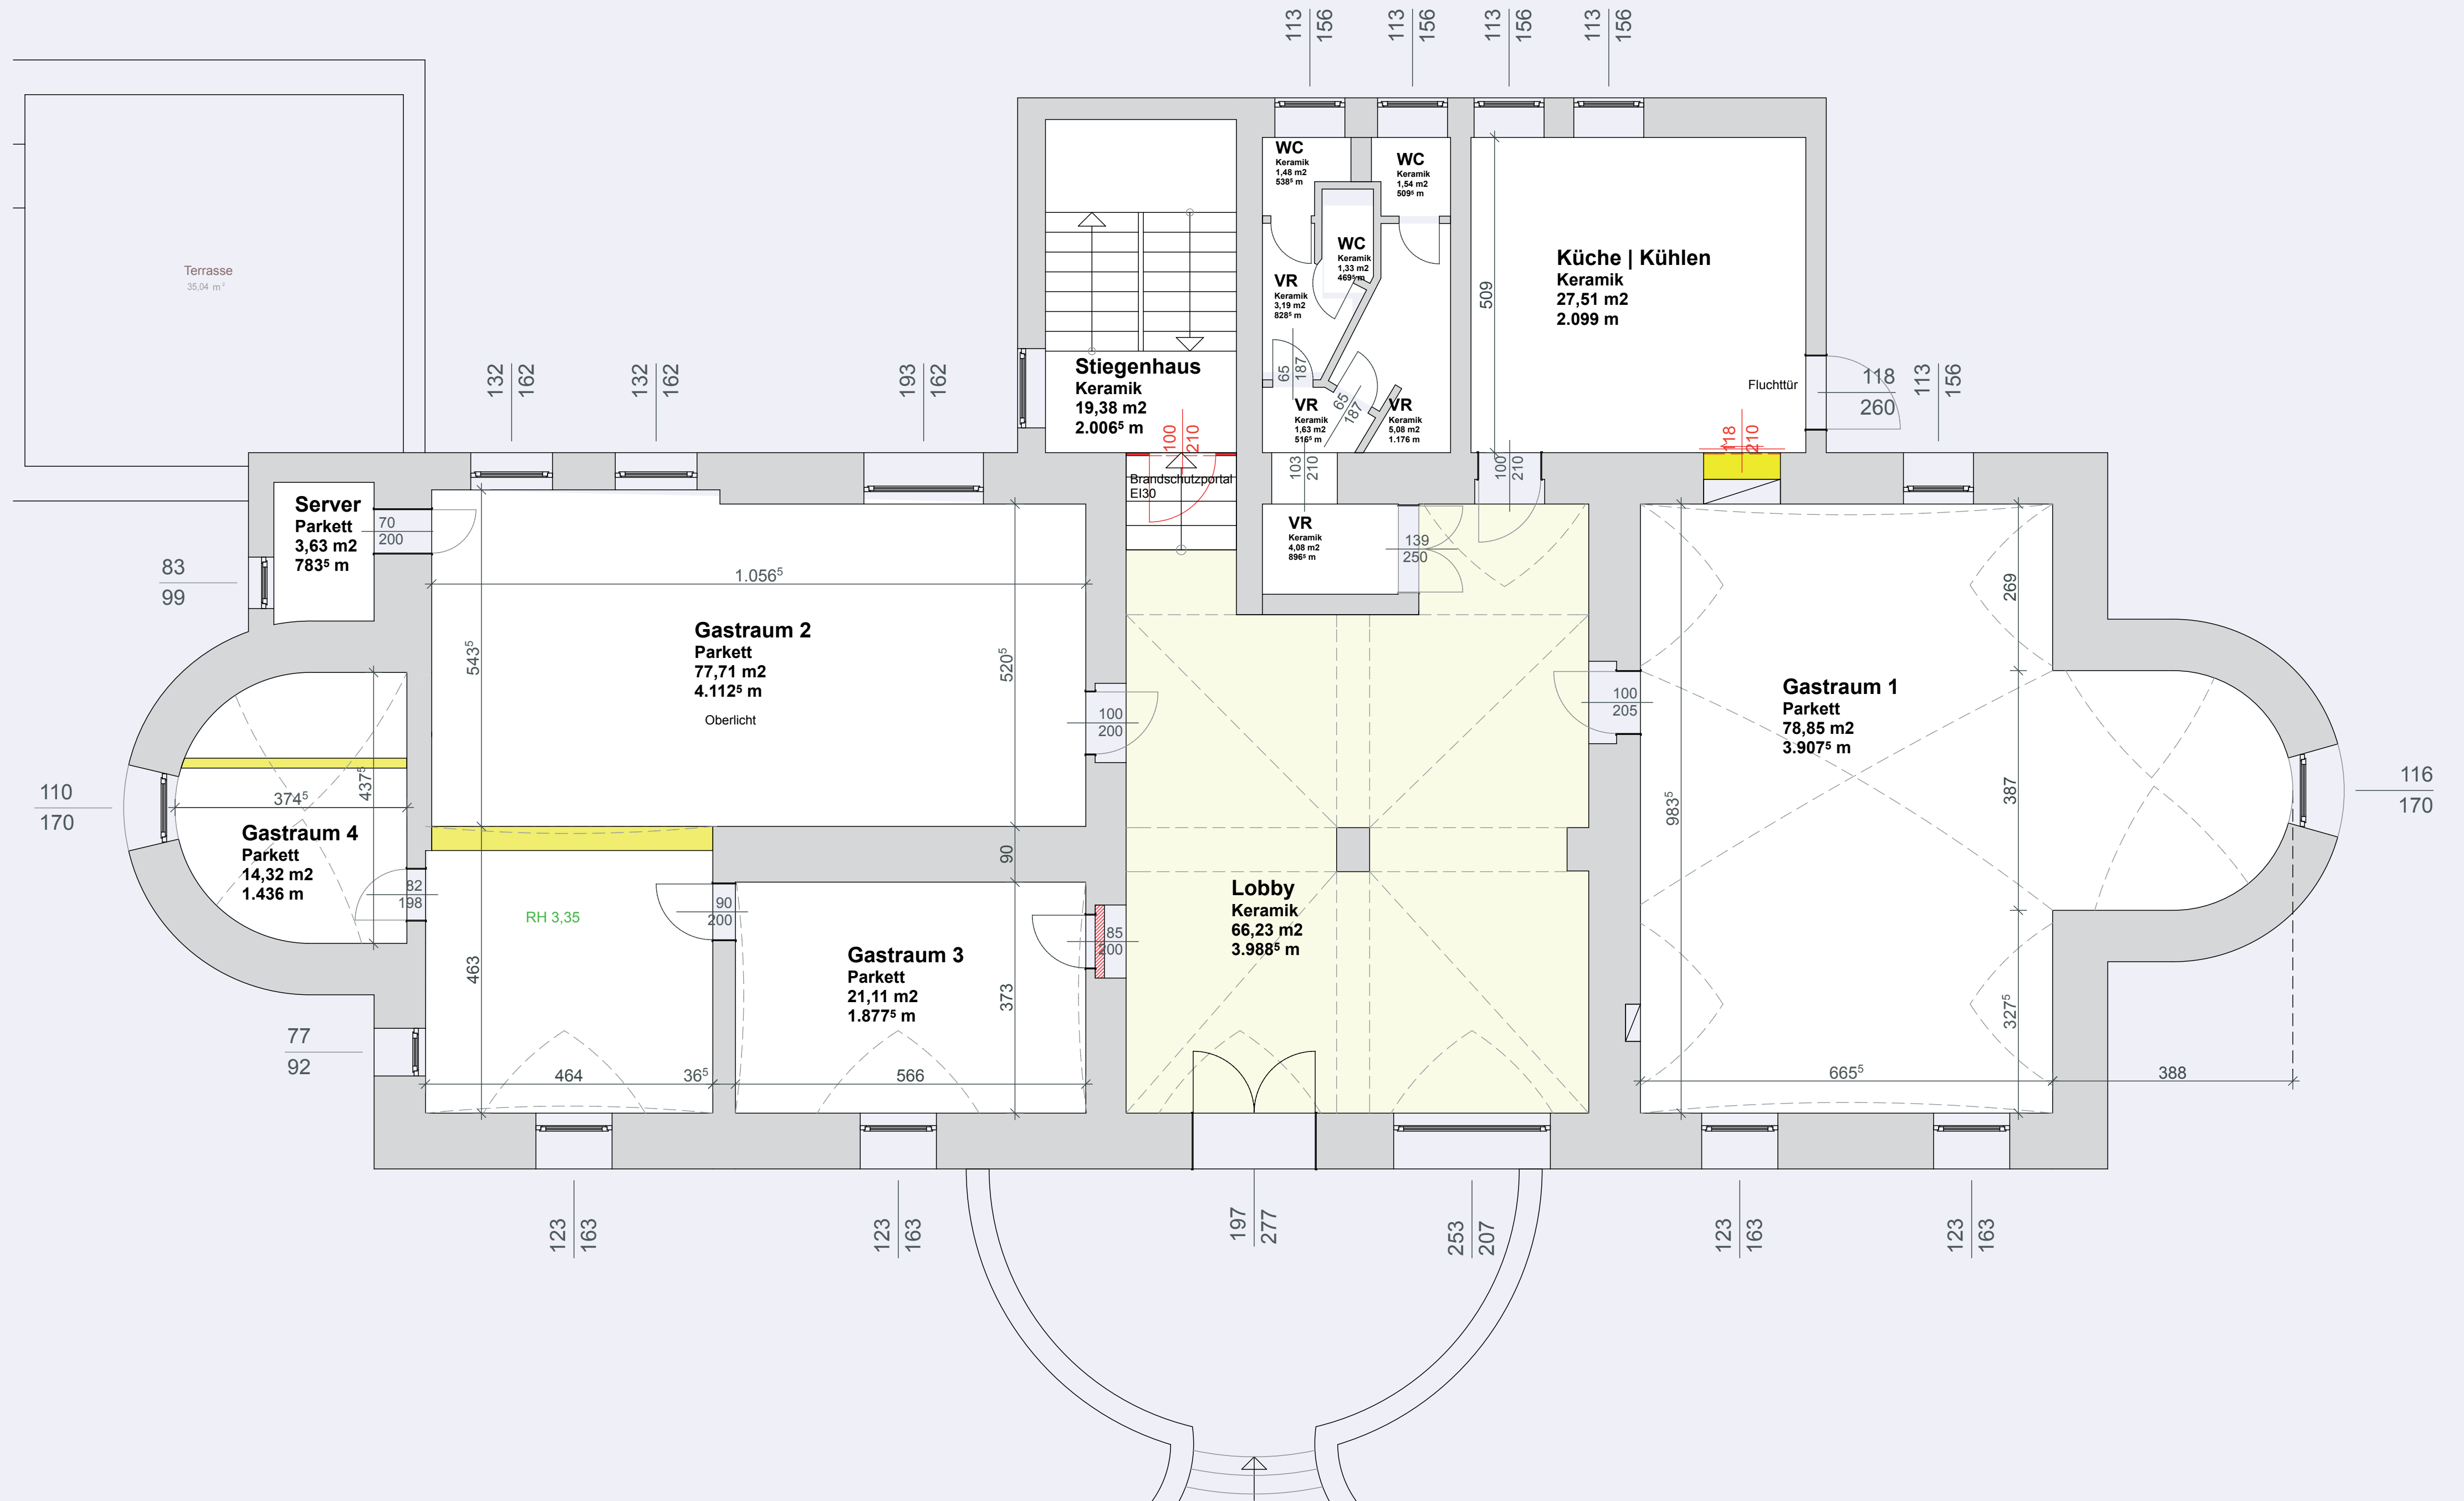 113
156
113
156
113
156
113
156
WC
Keramik
1,48 m2
538⁵ m
WC
Keramik
1,54 m2
509⁵ m
WC
Keramik
1,33 m2
469⁵ m
VR
Keramik
3,19 m2
828⁵ m
65
187
65
187
VR
Keramik
1,63 m2
516⁵ m
VR
Keramik
5,08 m2
1.176 m
Küche | Kühlen
Keramik
27,51 m2
2.099 m
509
Fluchttür
118
260
113
156
118
210
Terrasse
35,04 m²
132
162
132
162
193
162
Stiegenhaus
Keramik
19,38 m2
2.006⁵ m
100
210
Brandschutzportal
EI30
103
210
100
210
VR
Keramik
4,08 m2
896⁵ m
139
250
Server
Parkett
3,63 m2
783⁵ m
70
200
83
99
1.056⁵
543⁵
520⁵
Gastraum 2
Parkett
77,71 m2
4.112⁵ m
Oberlicht
100
200
100
205
269
Gastraum 1
Parkett
78,85 m2
3.907⁵ m
983⁵
387
327⁵
116
170
110
170
374⁵
437⁵
Gastraum 4
Parkett
14,32 m2
1.436 m
82
198
RH 3,35
463
90
200
90
373
Gastraum 3
Parkett
21,11 m2
1.877⁵ m
85
200
Lobby
Keramik
66,23 m2
3.988⁵ m
77
92
464
36⁵
566
665⁵
388
123
163
123
163
197
277
253
207
123
163
123
163